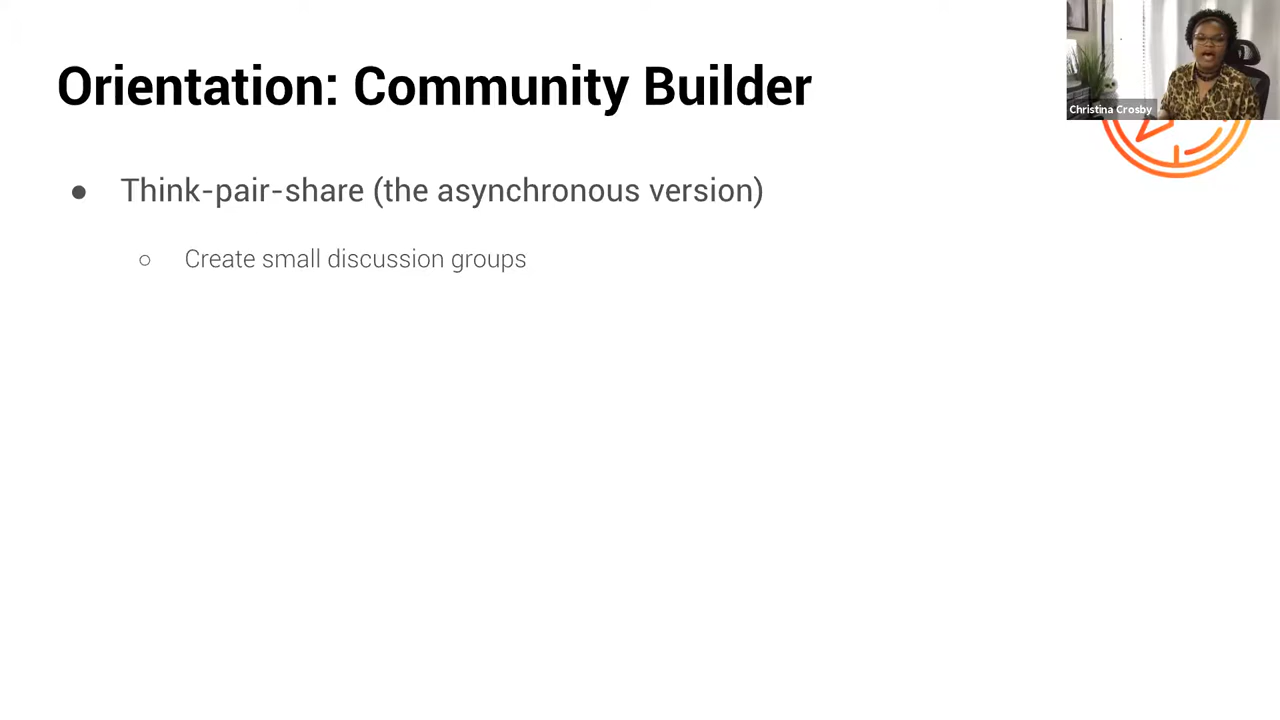 Orientation: Community Builder
Christina Crosby
● Think-pair-share (the asynchronous version)
○ Create small discussion groups